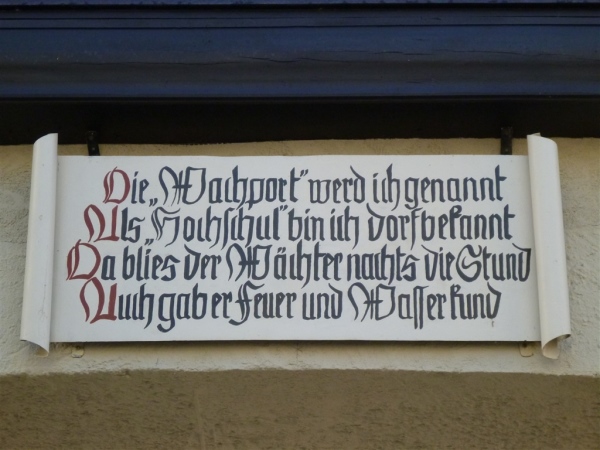 Die „Wachport“ werd ich genannt
Als „Hochschul“ bin ich dorfbekannt
Da blies der Wächter nachts die Stund
Auch gab er Feuer und Wasser kund